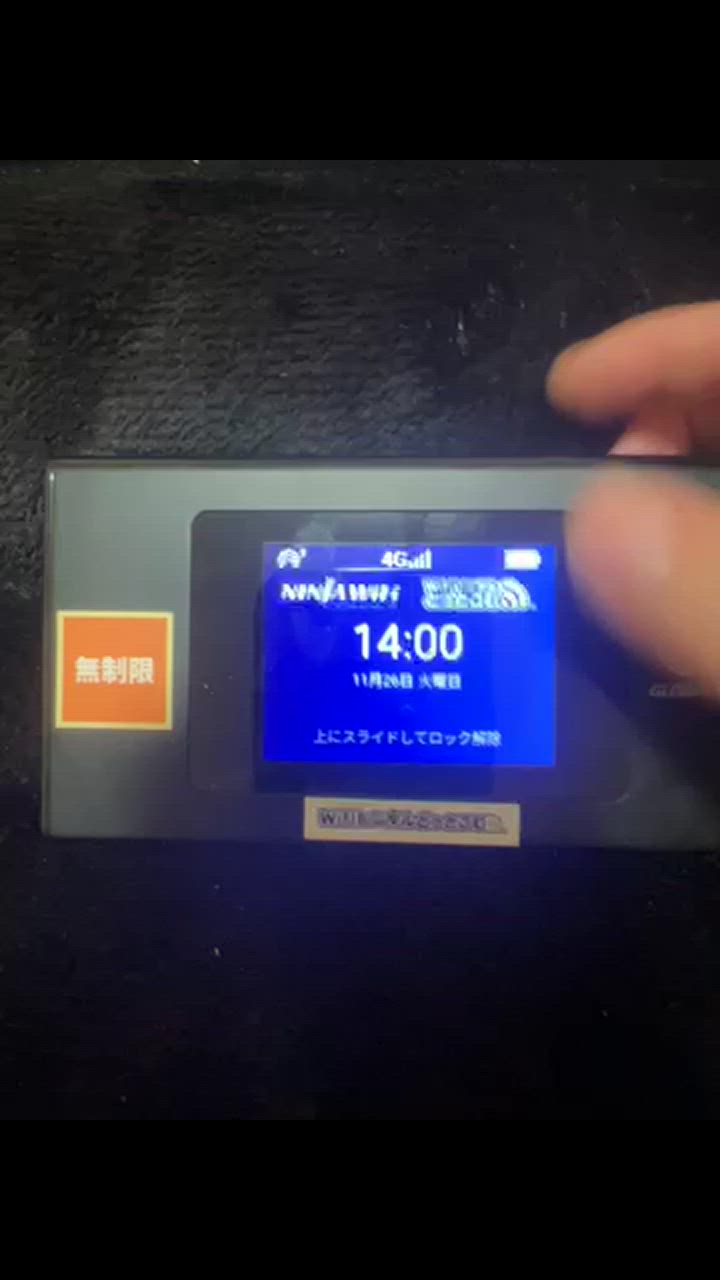 4G
NINJA WiFi
14:00
11月26日 火曜日
上にスライドしてロック解除
無制限